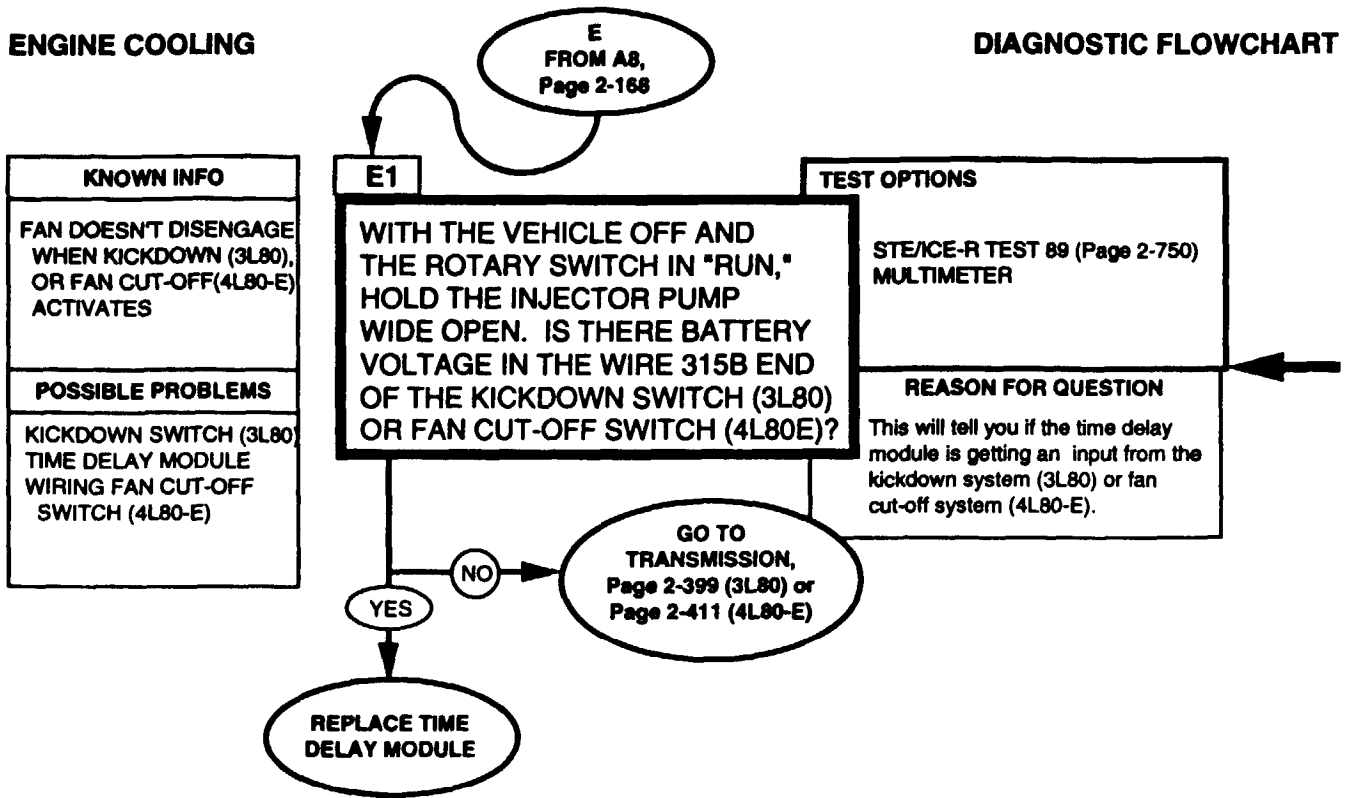 ENGINE COOLING
DIAGNOSTIC FLOWCHART
E
FROM A8,
Page 2-168
KNOWN INFO
FAN DOESN'T DISENGAGE
WHEN KICKDOWN (3L80),
OR FAN CUT-OFF(4L80-E)
ACTIVATES
POSSIBLE PROBLEMS
KICKDOWN SWITCH (3L80)
TIME DELAY MODULE
WIRING FAN CUT-OFF
SWITCH (4L80-E)
E1
WITH THE VEHICLE OFF AND
THE ROTARY SWITCH IN "RUN,"
HOLD THE INJECTOR PUMP
WIDE OPEN. IS THERE BATTERY
VOLTAGE IN THE WIRE 315B END
OF THE KICKDOWN SWITCH (3L80)
OR FAN CUT-OFF SWITCH (4L80E)?
TEST OPTIONS
STE/ICE-R TEST 89 (Page 2-750)
MULTIMETER
REASON FOR QUESTION
This will tell you if the time delay
module is getting an input from the
kickdown system (3L80) or fan
cut-off system (4L80-E).
NO
GO TO
TRANSMISSION,
Page 2-399 (3L80) or
Page 2-411 (4L80-E)
YES
REPLACE TIME
DELAY MODULE